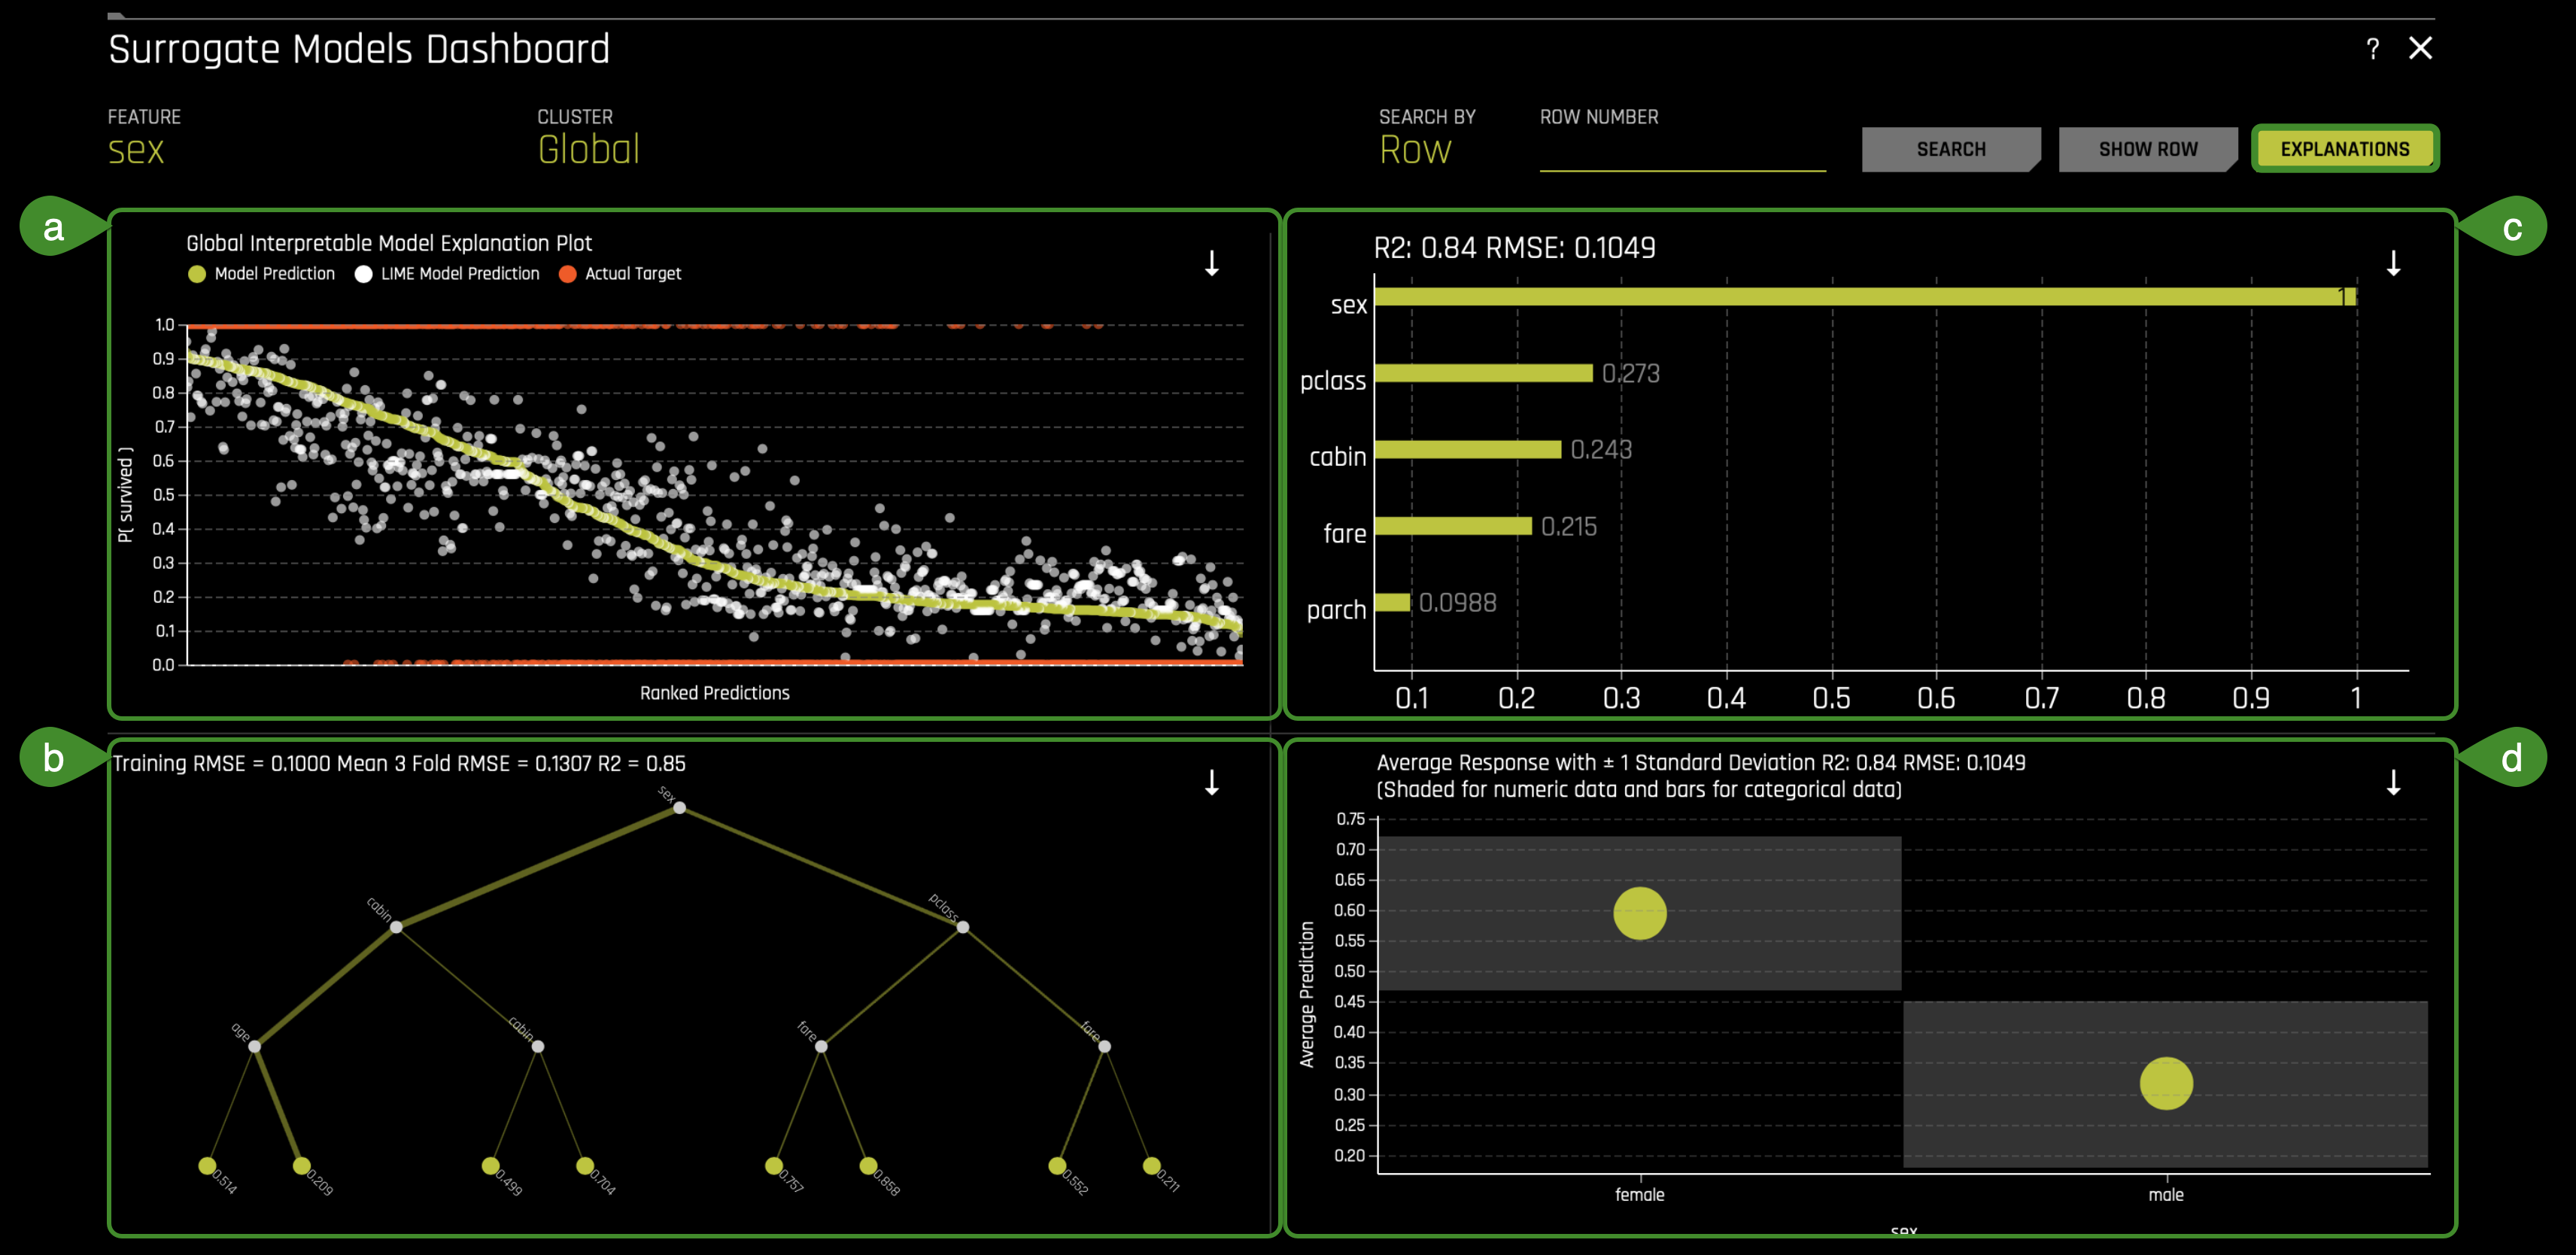 Surrogate Models Dashboard
? ✕
FEATURE
sex
CLUSTER
Global
SEARCH BY
Row
ROW NUMBER
SEARCH
SHOW ROW
EXPLANATIONS
a
Global Interpretable Model Explanation Plot
Model Prediction LIME Model Prediction Actual Target
P( survived )
1.0
0.9
0.8
0.7
0.6
0.5
0.4
0.3
0.2
0.1
0.0
Ranked Predictions
c
R2: 0.84 RMSE: 0.1049
sex 1
pclass 0.273
cabin 0.243
fare 0.215
parch 0.0988
0.1 0.2 0.3 0.4 0.5 0.6 0.7 0.8 0.9 1
b
Training RMSE = 0.1000 Mean 3 Fold RMSE = 0.1307 R2 = 0.85
sex
cabin pclass
age cabin fare fare
0.514 0.209 0.499 0.704 0.757 0.858 0.552 0.211
d
Average Response with ± 1 Standard Deviation R2: 0.84 RMSE: 0.1049
(Shaded for numeric data and bars for categorical data)
Average Prediction
0.75
0.70
0.65
0.60
0.55
0.50
0.45
0.40
0.35
0.30
0.25
0.20
female male
sex